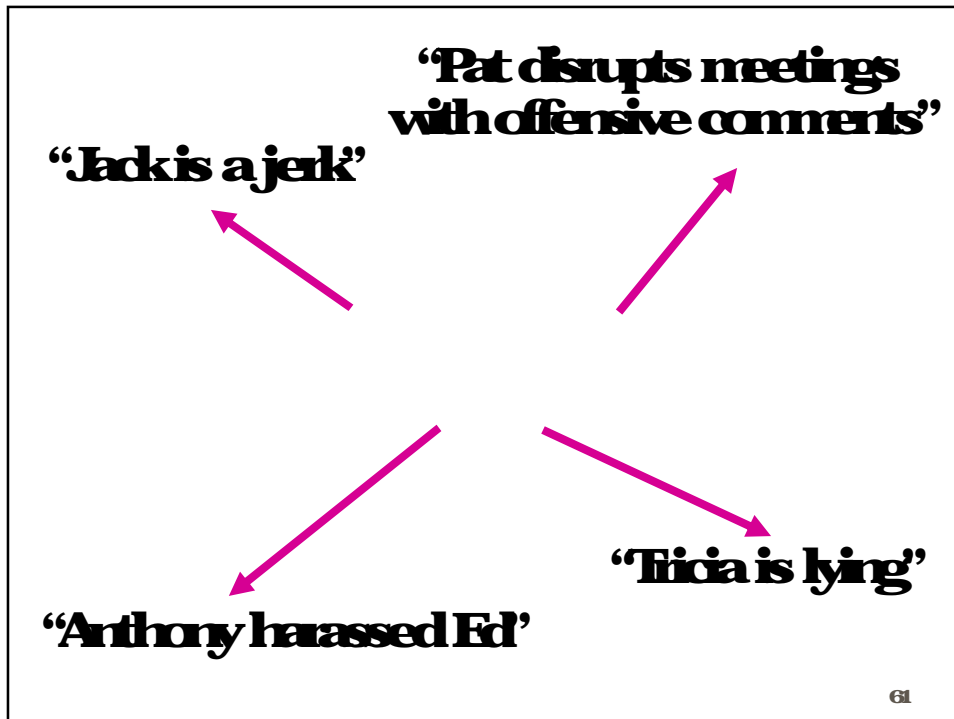 “Pat disrupts meetings
with offensive comments”
“Jack is a jerk”
“Tricia is lying”
“Anthony harassed Ed”
61